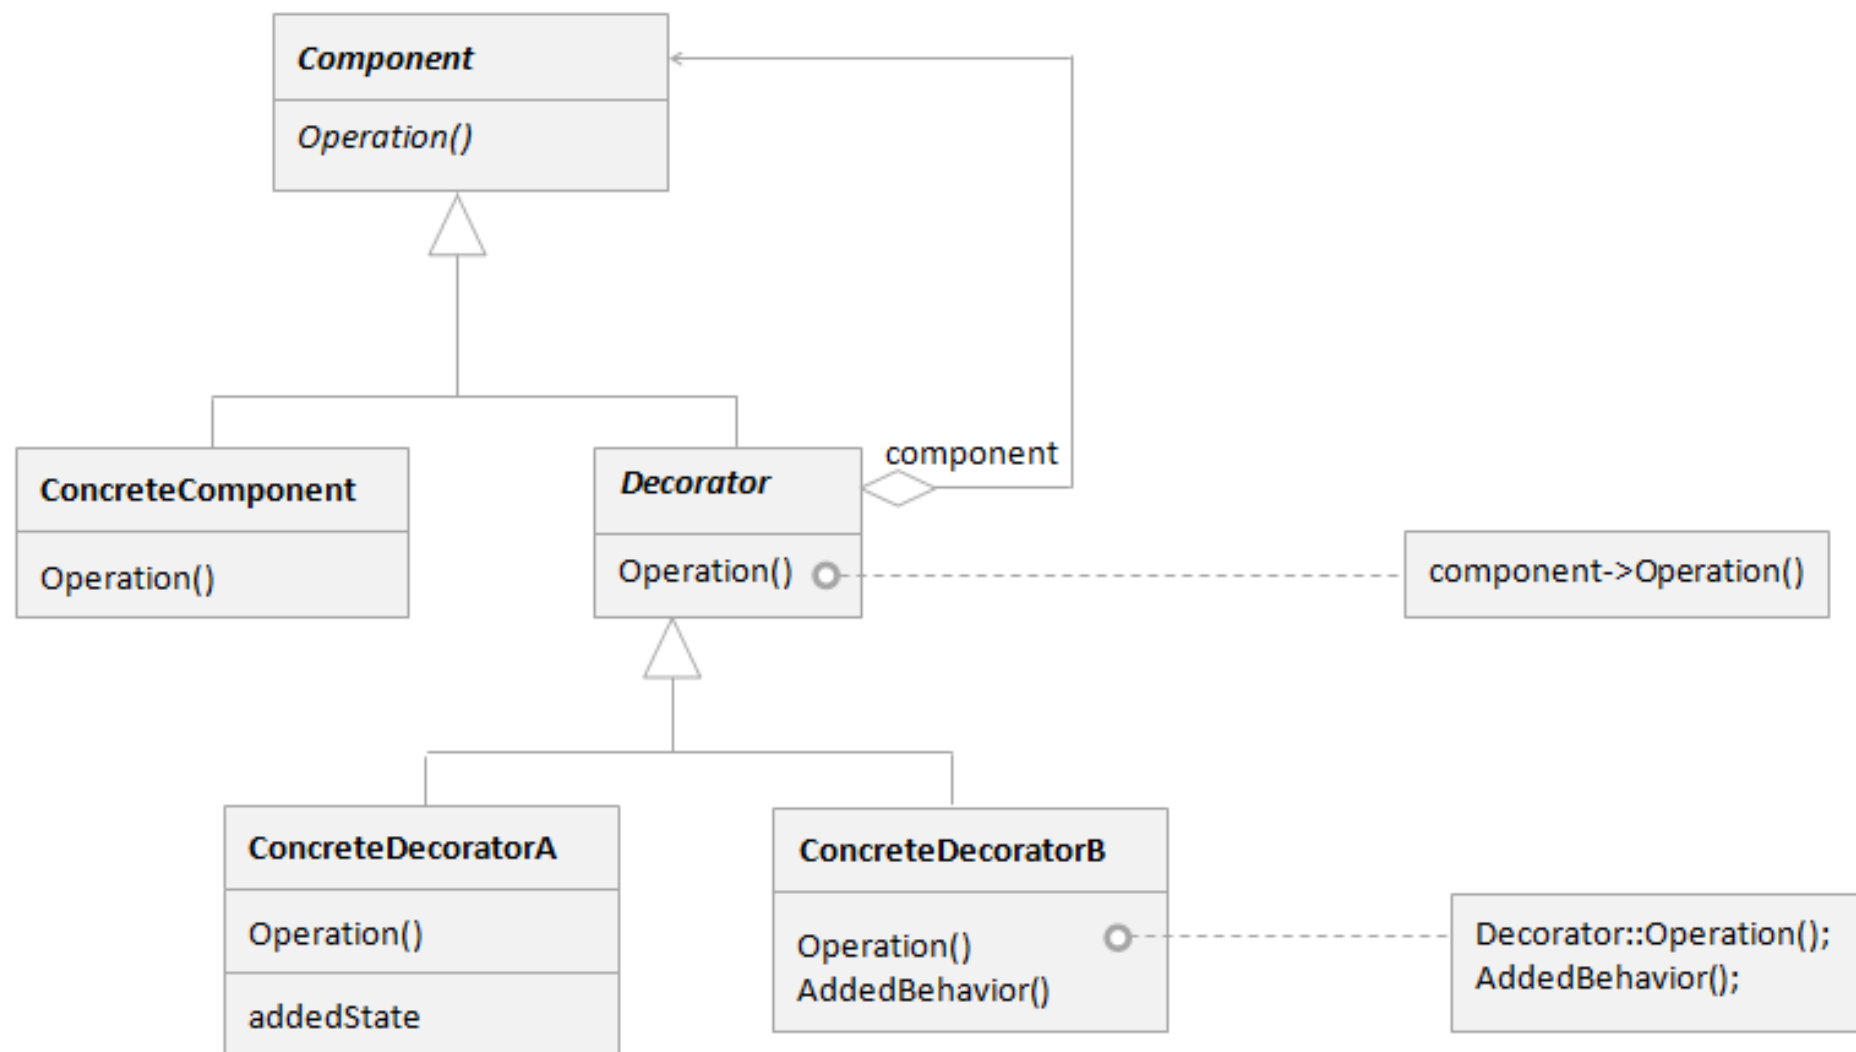 Component
Operation()
ConcreteComponent
Operation()
Decorator
Operation()
component
component->Operation()
ConcreteDecoratorA
Operation()
addedState
ConcreteDecoratorB
Operation()
AddedBehavior()
Decorator::Operation();
AddedBehavior();